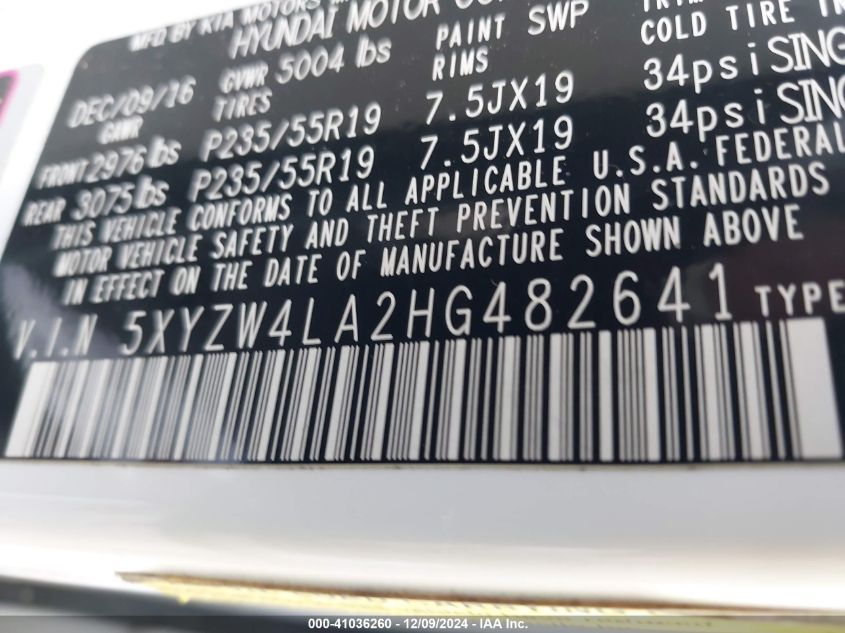 MFD BY KIA MOTORS
HYUNDAI MOTOR
DEC/09/16 GVWR 5004 lbs PAINT SWP
GAWR TIRES RIMS COLD TIRE
FRONT 2976 lbs P235/55R19 7.5JX19 34psi SING
REAR 3075 lbs P235/55R19 7.5JX19 34psi SING
THIS VEHICLE CONFORMS TO ALL APPLICABLE U.S.A. FEDERAL
MOTOR VEHICLE SAFETY AND THEFT PREVENTION STANDARDS
IN EFFECT ON THE DATE OF MANUFACTURE SHOWN ABOVE
V.I.N 5XYZW4LA2HG482641 TYPE
000-41036260 - 12/09/2024 - IAA Inc.